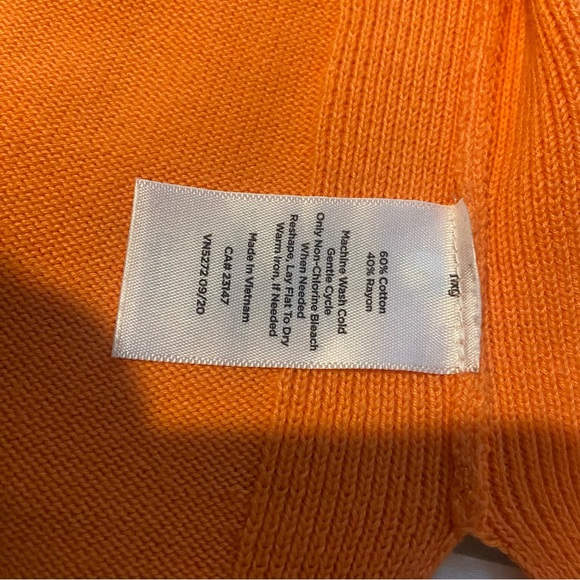 60% Cotton
40% Rayon
Machine Wash Cold
Gentle Cycle
Only Non-Chlorine Bleach
When Needed
Reshape, Lay Flat To Dry
Warm Iron, If Needed
Made In Vietnam
CA# 23147
VN5272 09/20